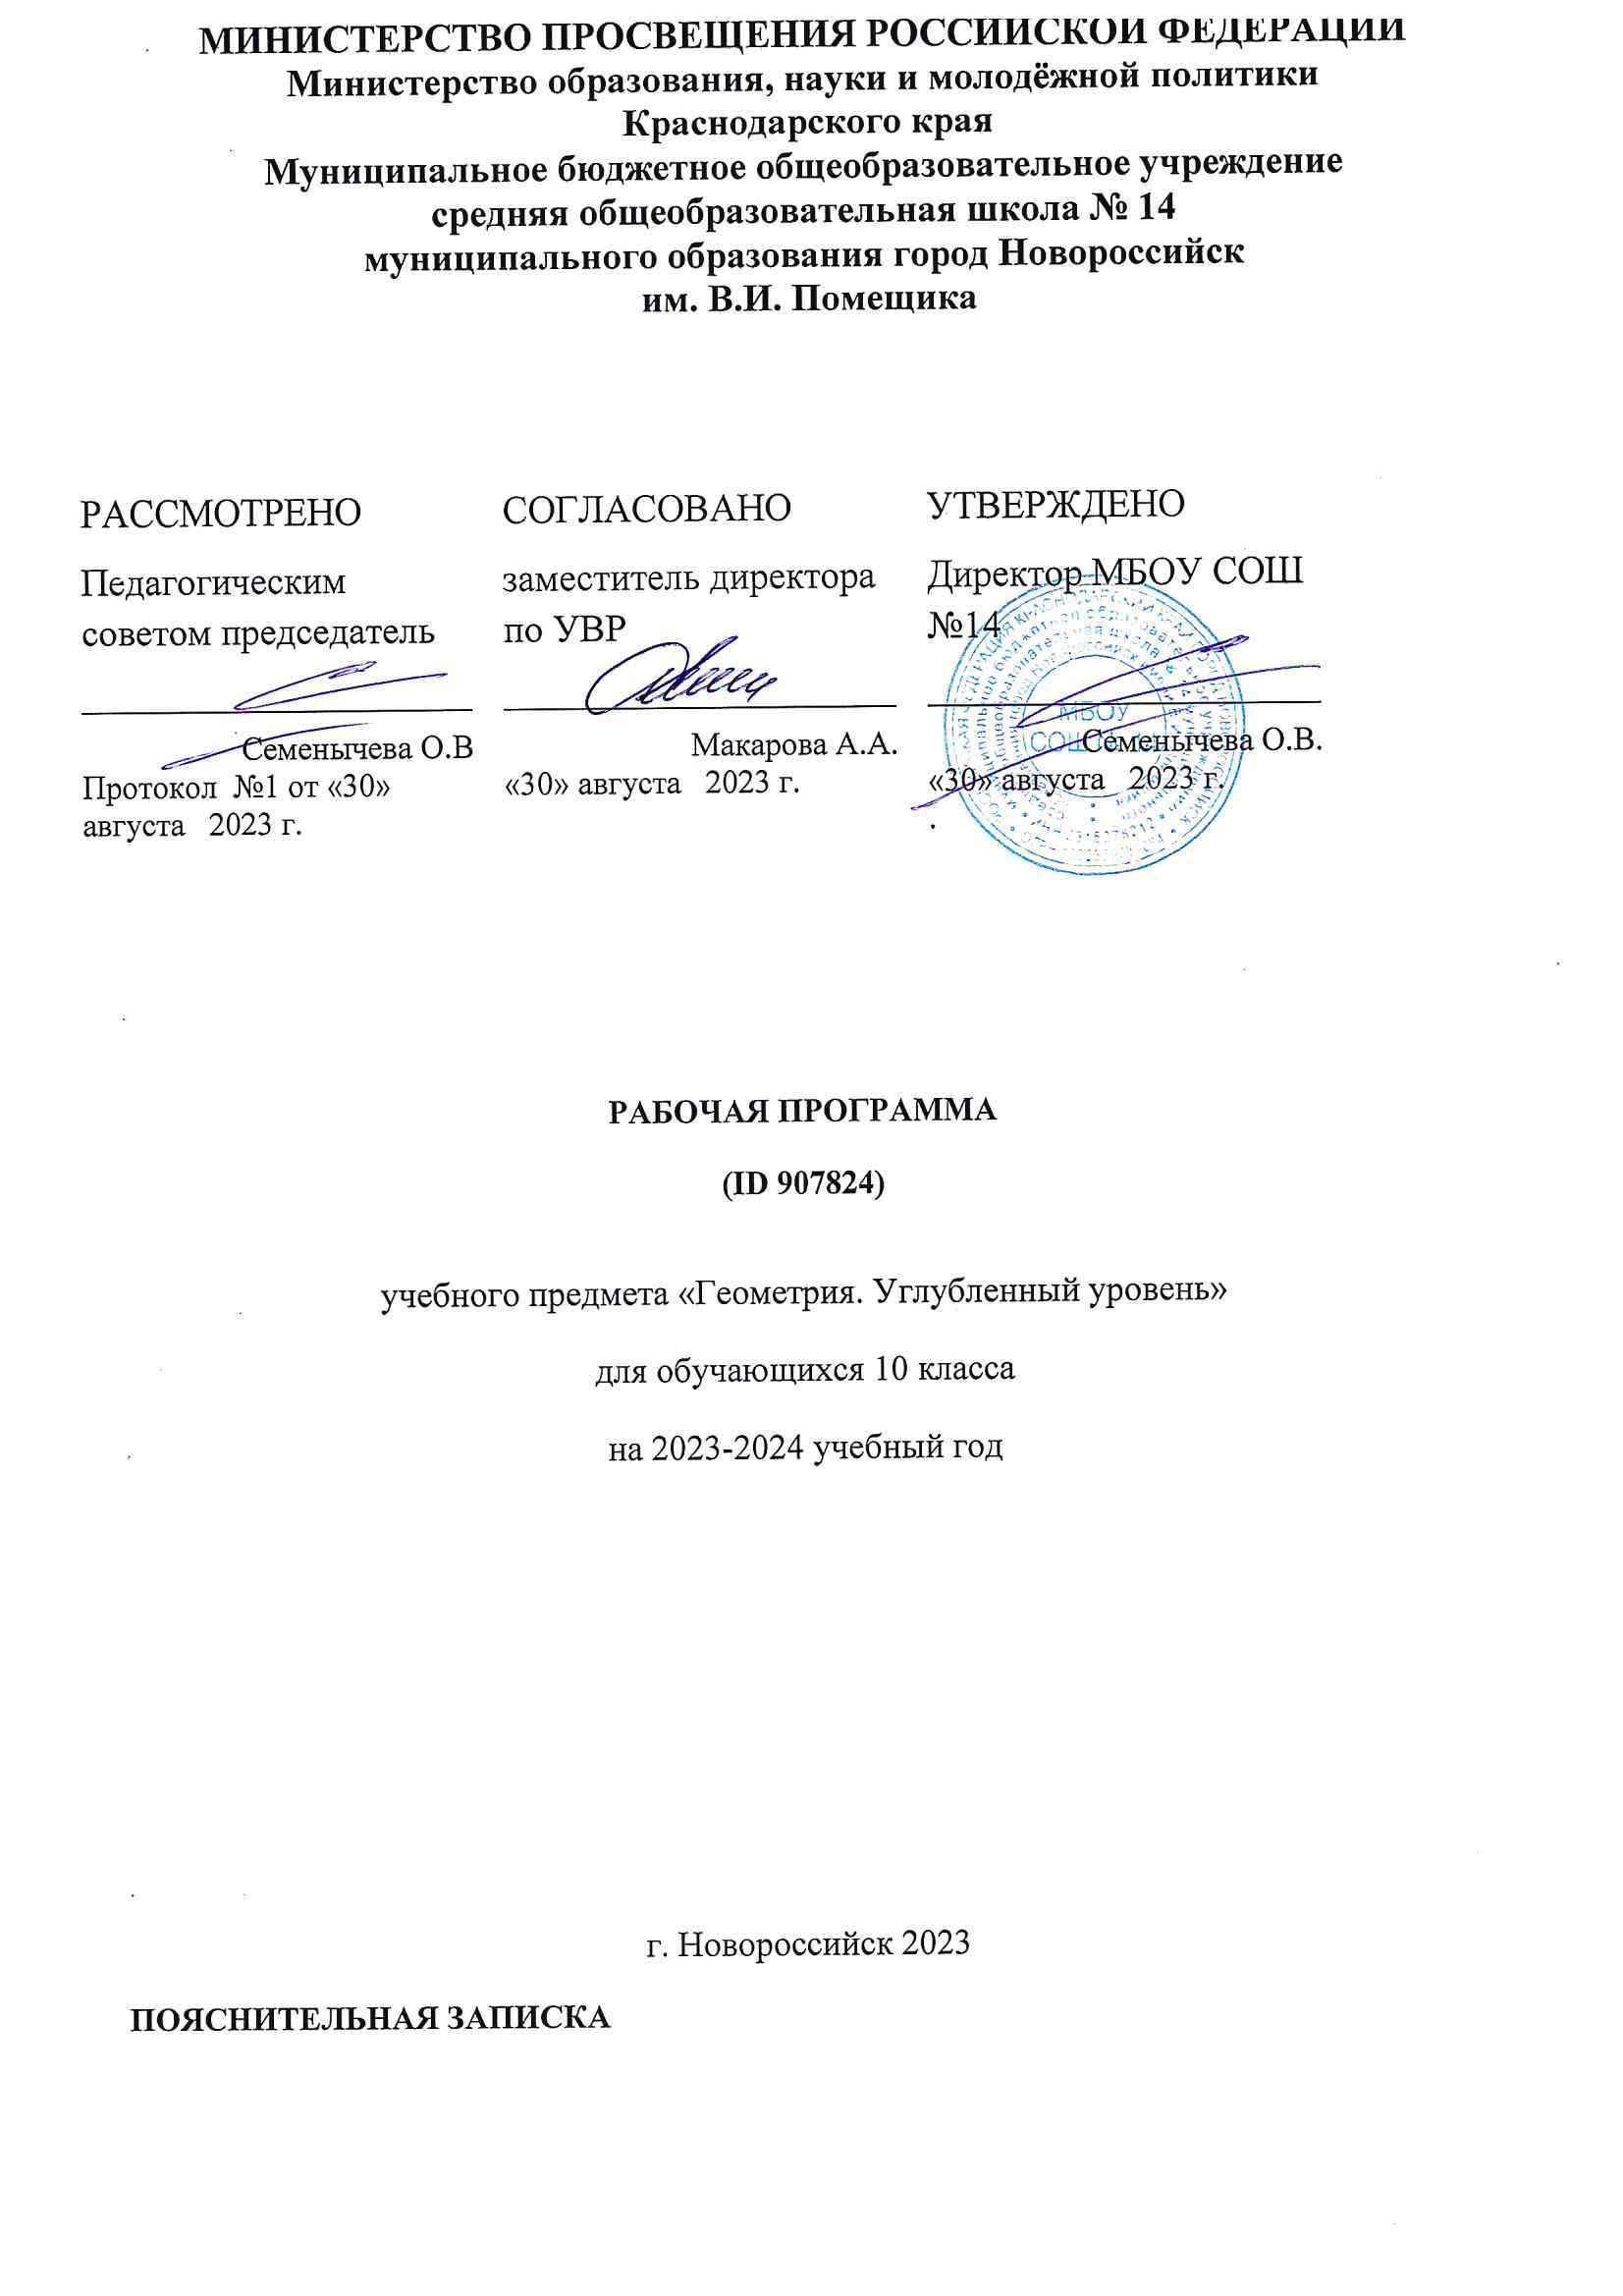 МИНИСТЕРСТВО ПРОСВЕЩЕНИЯ РОССИЙСКОЙ ФЕДЕРАЦИИ
Министерство образования, науки и молодёжной политики
Краснодарского края
Муниципальное бюджетное общеобразовательное учреждение
средняя общеобразовательная школа № 14
муниципального образования город Новороссийск
им. В.И. Помещика
РАССМОТРЕНО
Педагогическим
советом председатель
Семенычева О.В
Протокол №1 от «30»
августа 2023 г.
СОГЛАСОВАНО
заместитель директора
по УВР
Макарова А.А.
«30» августа 2023 г.
УТВЕРЖДЕНО
Директор МБОУ СОШ
№14
МБОУ
СОШ
Семенычева О.В.
«30» августа 2023 г.
.
РАБОЧАЯ ПРОГРАММА
(ID 907824)
учебного предмета «Геометрия. Углубленный уровень»
для обучающихся 10 класса
на 2023-2024 учебный год
г. Новороссийск 2023
ПОЯСНИТЕЛЬНАЯ ЗАПИСКА